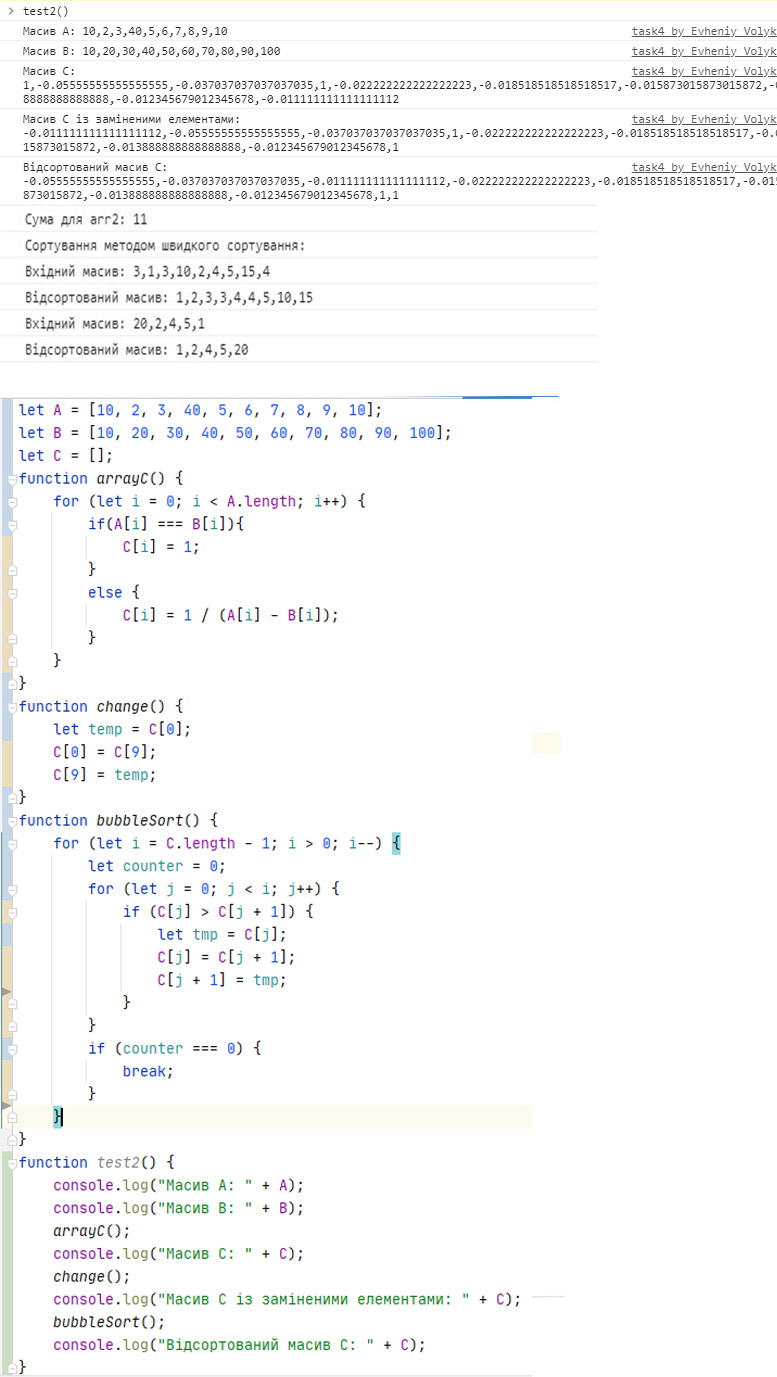 > test2()
Масив A: 10,2,3,40,5,6,7,8,9,10 task4 by Evheniy Volyk
Масив B: 10,20,30,40,50,60,70,80,90,100 task4 by Evheniy Volyk
Масив C: task4 by Evheniy Volyk
1,-0.05555555555555555,-0.037037037037037035,1,-0.022222222222222223,-0.018518518518518517,-0.015873015873015872,-0
8888888888888,-0.012345679012345678,-0.011111111111111112
Масив C із заміненими елементами: task4 by Evheniy Volyk
-0.011111111111111112,-0.05555555555555555,-0.037037037037037035,1,-0.022222222222222223,-0.018518518518518517,-0.0
15873015872,-0.013888888888888888,-0.012345679012345678,1
Відсортований масив C: task4 by Evheniy Volyk
-0.05555555555555555,-0.037037037037037035,-0.011111111111111112,-0.022222222222222223,-0.018518518518518517,-0.015
873015872,-0.013888888888888888,-0.012345679012345678,1,1
Сума для arr2: 11
Сортування методом швидкого сортування:
Вхідний масив: 3,1,3,10,2,4,5,15,4
Відсортований масив: 1,2,3,3,4,4,5,10,15
Вхідний масив: 20,2,4,5,1
Відсортований масив: 1,2,4,5,20
let A = [10, 2, 3, 40, 5, 6, 7, 8, 9, 10];
let B = [10, 20, 30, 40, 50, 60, 70, 80, 90, 100];
let C = [];
function arrayC() {
for (let i = 0; i < A.length; i++) {
if(A[i] === B[i]){
C[i] = 1;
}
else {
C[i] = 1 / (A[i] - B[i]);
}
}
}
function change() {
let temp = C[0];
C[0] = C[9];
C[9] = temp;
}
function bubbleSort() {
for (let i = C.length - 1; i > 0; i--) {
let counter = 0;
for (let j = 0; j < i; j++) {
if (C[j] > C[j + 1]) {
let tmp = C[j];
C[j] = C[j + 1];
C[j + 1] = tmp;
}
}
if (counter === 0) {
break;
}
}
}
function test2() {
console.log("Масив A: " + A);
console.log("Масив B: " + B);
arrayC();
console.log("Масив C: " + C);
change();
console.log("Масив C із заміненими елементами: " + C);
bubbleSort();
console.log("Відсортований масив C: " + C);
}